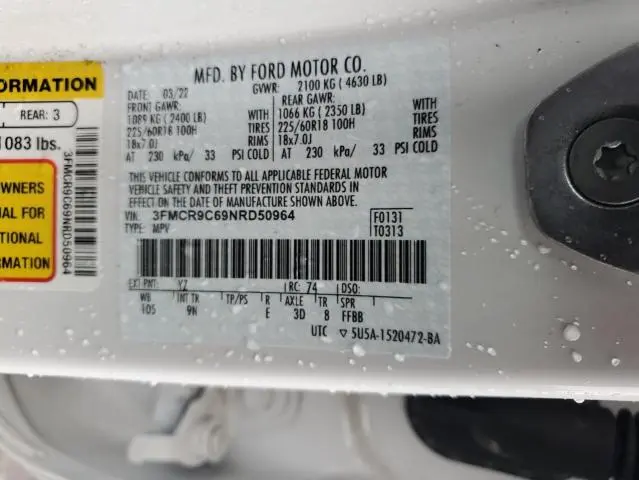 ORMATION
REAR: 3
1083 lbs.
WNERS
AL FOR
TIONAL
ORMATION
3FMCR9C69NRD50964
MFD. BY FORD MOTOR CO.
DATE: 03/22 GVWR: 2100 KG ( 4630 LB)
FRONT GAWR: REAR GAWR:
1089 KG ( 2400 LB) WITH 1066 KG ( 2350 LB) WITH
225/60R18 100H TIRES 225/60R18 100H TIRES
18x7.0J RIMS 18x7.0J RIMS
AT 230 kPa/ 33 PSI COLD AT 230 kPa/ 33 PSI COLD
THIS VEHICLE CONFORMS TO ALL APPLICABLE FEDERAL MOTOR
VEHICLE SAFETY AND THEFT PREVENTION STANDARDS IN
EFFECT ON THE DATE OF MANUFACTURE SHOWN ABOVE.
VIN: 3FMCR9C69NRD50964 F0131
TYPE: MPV T0313
EXT PNT: YZ RC: 74 DSO:
WB INT TR TP/PS R AXLE TR SPR
105 9N E 3D 8 FFBB
UTC ▽ 5U5A-1520472-BA